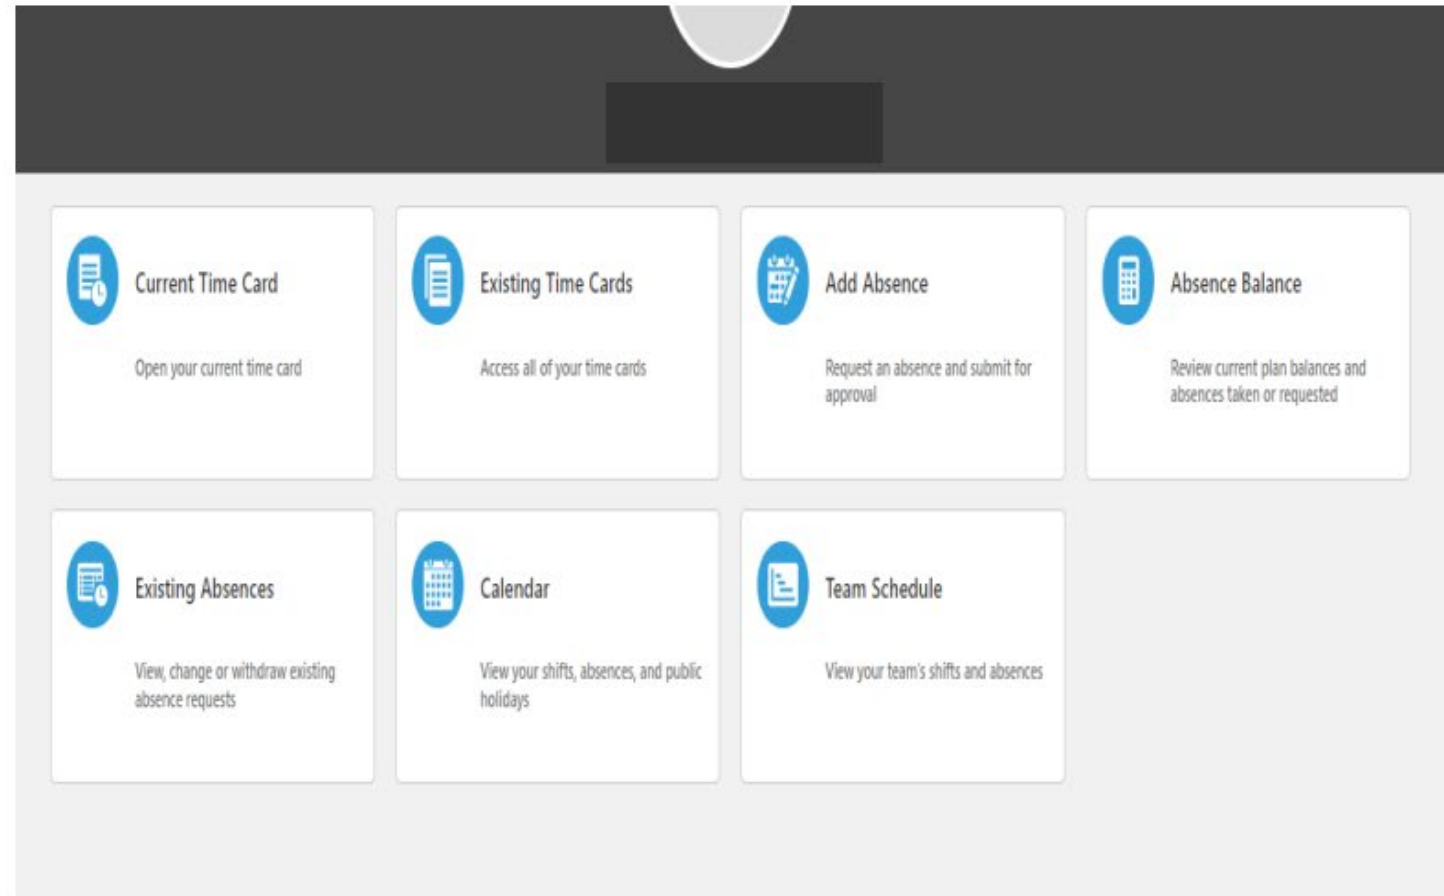 Current Time Card
Open your current time card
Existing Time Cards
Access all of your time cards
Add Absence
Request an absence and submit for
approval
Absence Balance
Review current plan balances and
absences taken or requested
Existing Absences
View, change or withdraw existing
absence requests
Calendar
View your shifts, absences, and public
holidays
Team Schedule
View your team's shifts and absences